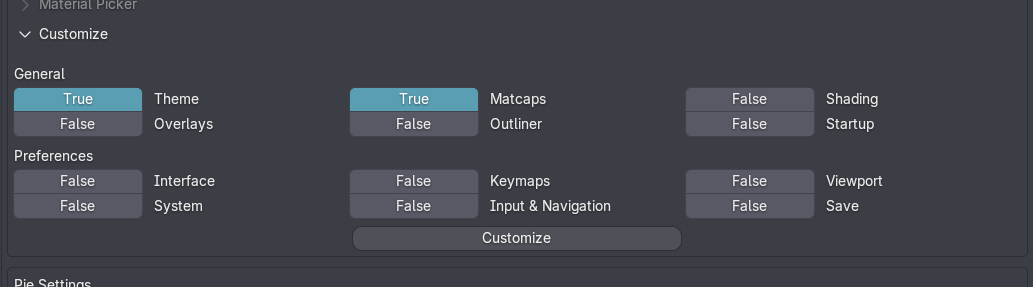 Material Picker
Customize
General
True Theme True Matcaps False Shading
False Overlays False Outliner False Startup
Preferences
False Interface False Keymaps False Viewport
False System False Input & Navigation False Save
Customize
Pie Settings